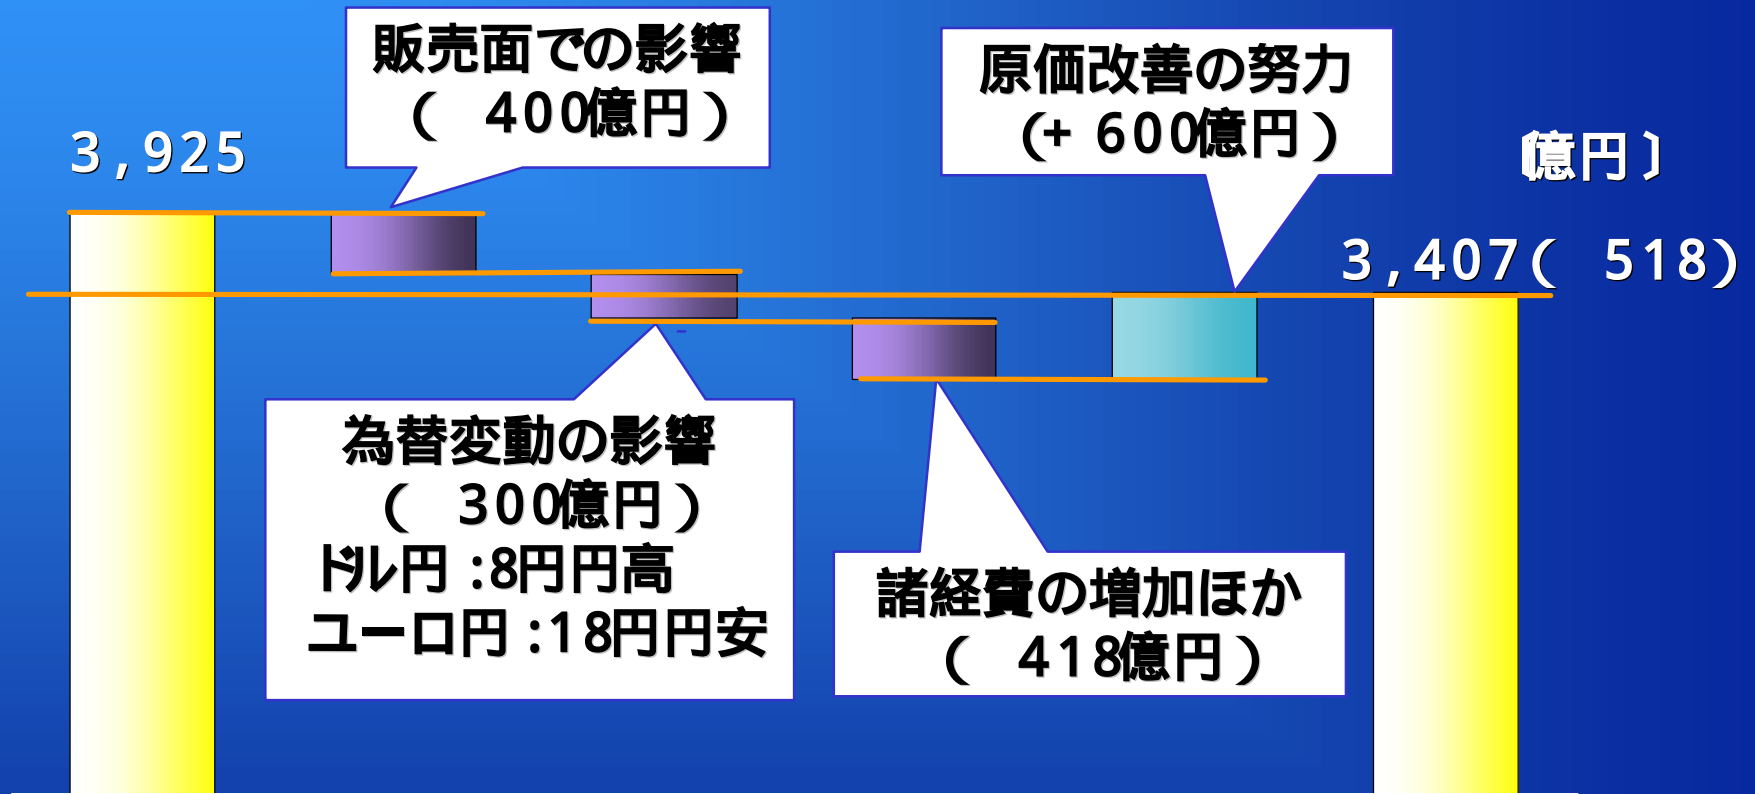 販売面での影響
( 400億円)
原価改善の努力
(+ 600億円)
3,925
〔億円〕
3,407( 518)
為替変動の影響
( 300億円)
ドル円:8円円高
ユーロ円:18円円安
諸経費の増加ほか
( 418億円)